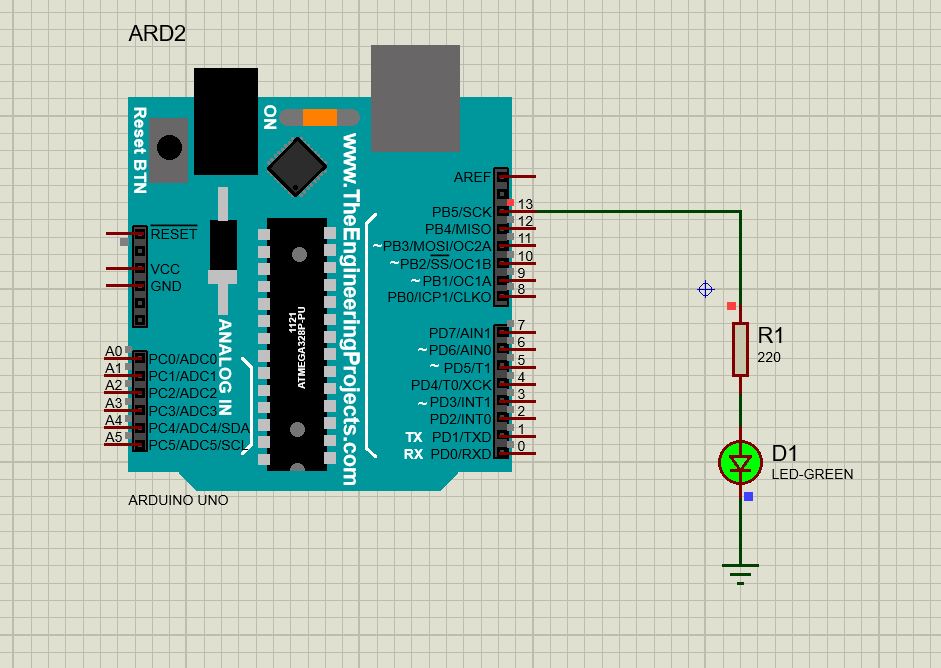 ARD2
Reset BTN
ON
www.TheEngineeringProjects.com
AREF
PB5/SCK 13
PB4/MISO 12
~PB3/MOSI/OC2A 11
~PB2/SS/OC1B 10
~PB1/OC1A 9
PB0/ICP1/CLKO 8
RESET
VCC
GND
1121
ATMEGA328P-PU
ANALOG IN
PD7/AIN1 7
~PD6/AIN0 6
~PD5/T1 5
PD4/T0/XCK 4
~PD3/INT1 3
PD2/INT0 2
TX PD1/TXD 1
RX PD0/RXD 0
A0 PC0/ADC0
A1 PC1/ADC1
A2 PC2/ADC2
A3 PC3/ADC3
A4 PC4/ADC4/SDA
A5 PC5/ADC5/SCL
ARDUINO UNO
R1
220
D1
LED-GREEN